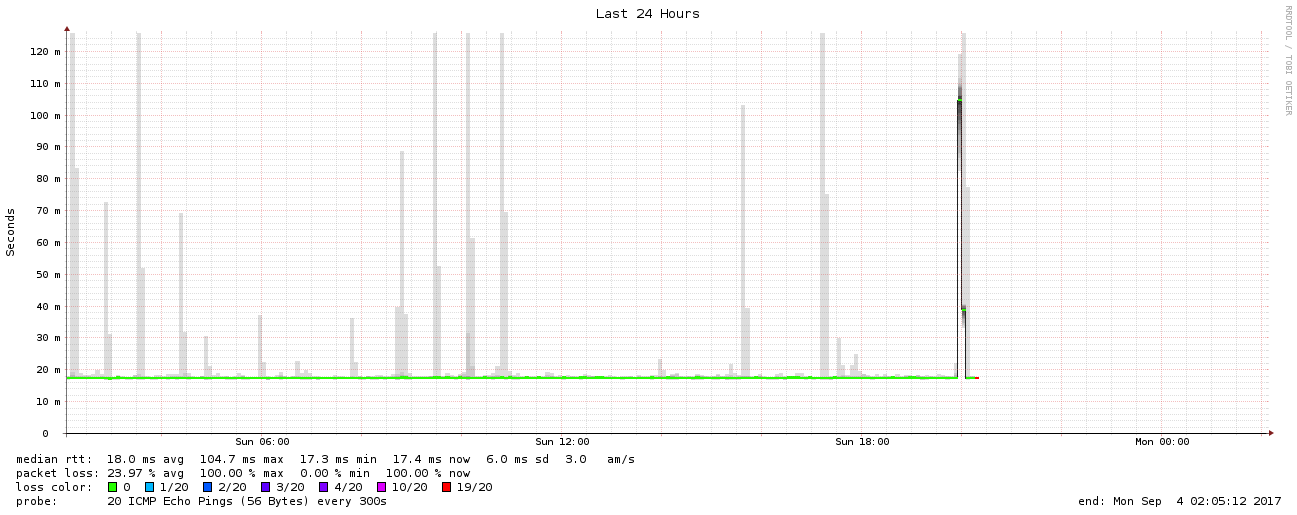 Last 24 Hours
RRDTOOL / TOBI OETIKER
Seconds
120 m
110 m
100 m
90 m
80 m
70 m
60 m
50 m
40 m
30 m
20 m
10 m
0
Sun 06:00 Sun 12:00 Sun 18:00 Mon 00:00
median rtt: 18.0 ms avg 104.7 ms max 17.3 ms min 17.4 ms now 6.0 ms sd 3.0 am/s
packet loss: 23.97 % avg 100.00 % max 0.00 % min 100.00 % now
loss color: 0 1/20 2/20 3/20 4/20 10/20 19/20
probe: 20 ICMP Echo Pings (56 Bytes) every 300s end: Mon Sep 4 02:05:12 2017